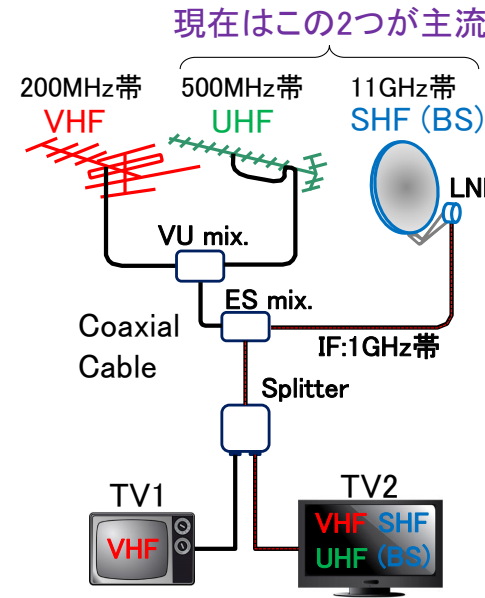 現在はこの2つが主流
200MHz帯 500MHz帯 11GHz帯
VHF UHF SHF (BS)
VU mix.
ES mix.
Coaxial
Cable
IF:1GHz帯
Splitter
TV1
TV2
VHF
VHF SHF
UHF (BS)